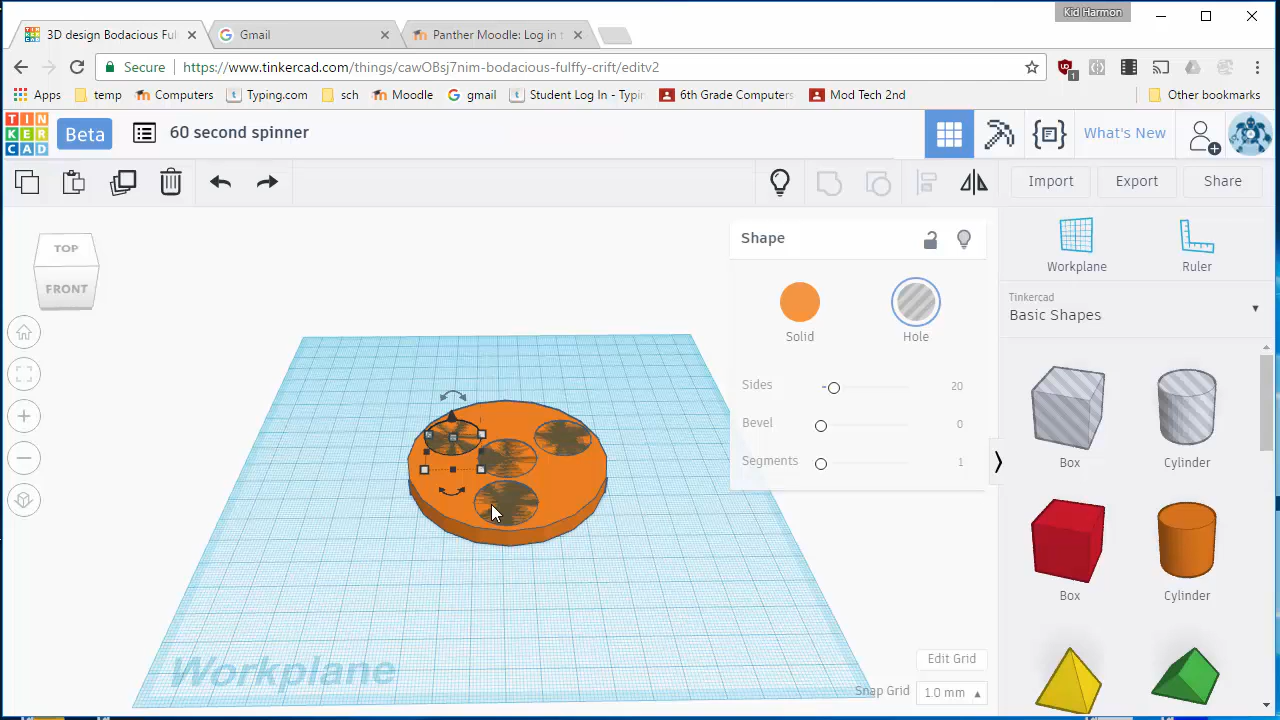 Kid Harmon
3D design Bodacious Ful
Gmail
Panther Moodle: Log in t
Secure
https://www.tinkercad.com/things/cawOBsj7nim-bodacious-fulffy-crift/editv2
1
Apps
temp
Computers
Typing.com
sch
Moodle
gmail
Student Log In - Typin
6th Grade Computers
Mod Tech 2nd
Other bookmarks
TIN
KER
CAD
Beta
60 second spinner
What's New
Import
Export
Share
TOP
FRONT
Shape
Solid
Hole
Sides
20
Bevel
0
Segments
1
Workplane
Ruler
Tinkercad
Basic Shapes
Box
Cylinder
Box
Cylinder
Workplane
Edit Grid
Snap Grid
1.0 mm